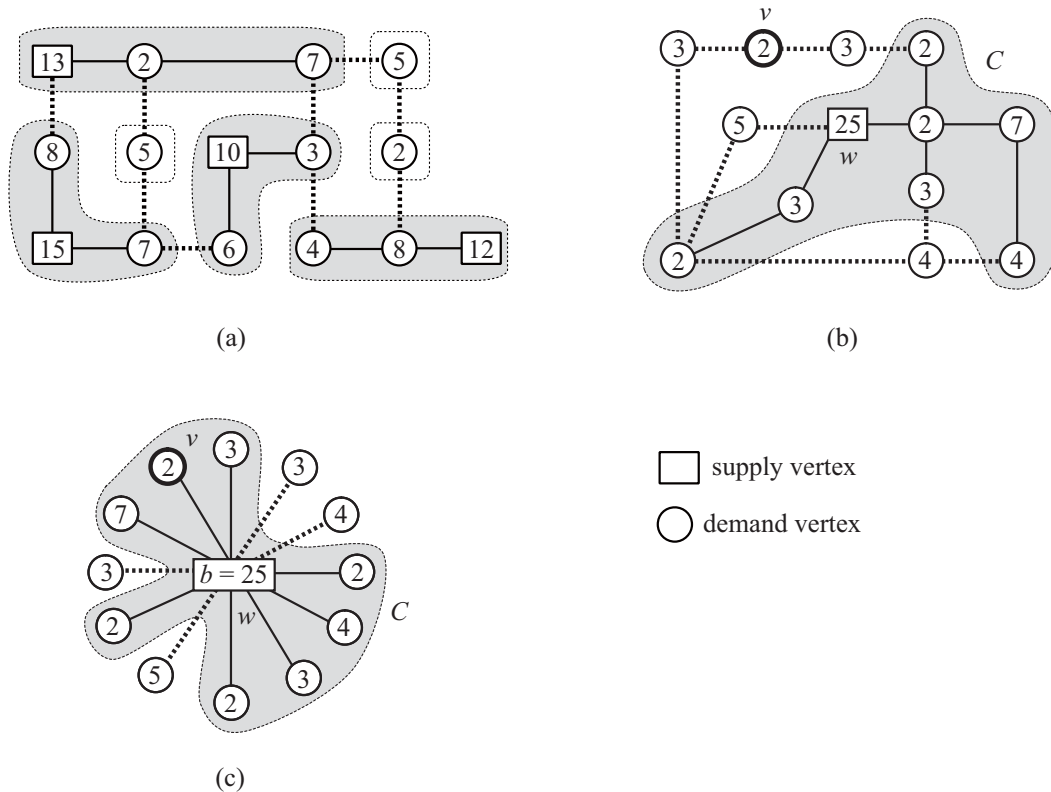 v
13 2 7 5
8 5 10 3 2
15 7 6 4 8 12
(a)
3 2 3 2
C
5 25 2 7
w
3 3
2 4 4
(b)
v
2 3 3
7 4
3 b = 25 2
w
2 4 C
5 2 3
(c)
supply vertex
demand vertex